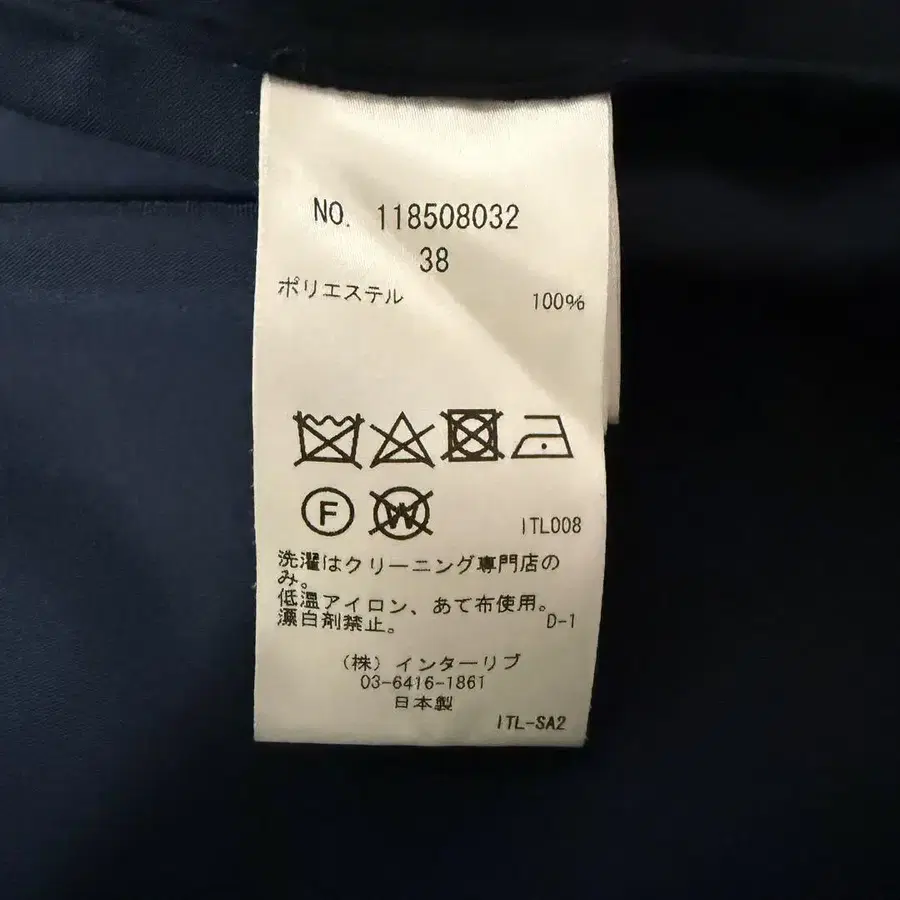 NO. 118508032
38
ポリエステル 100%
F W ITL008
洗濯はクリーニング専門店の
み。
低温アイロン、あて布使用。
漂白剤禁止。 D-1
(株)インターリブ
03-6416-1861
日本製
ITL-SA2